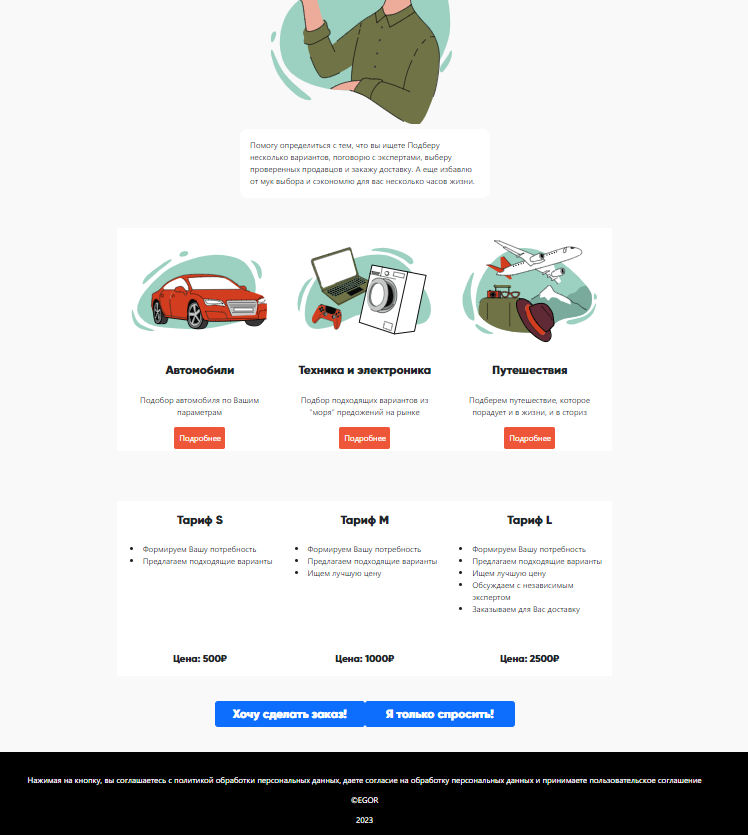 Помогу определиться с тем, что вы ищете Подберу
несколько вариантов, поговорю с экспертами, выберу
проверенных продавцов и закажу доставку. А еще избавлю
от мук выбора и сэкономлю для вас несколько часов жизни.
Автомобили
Техника и электроника
Путешествия
Подобор автомобиля по Вашим
параметрам
Подбор подходящих вариантов из
"моря" предожений на рынке
Подберем путешествие, которое
порадует и в жизни, и в сториз
Подробнее
Подробнее
Подробнее
Тариф S
• Формируем Вашу потребность
• Предлагаем подходящие варианты
Цена: 500₽
Тариф M
• Формируем Вашу потребность
• Предлагаем подходящие варианты
• Ищем лучшую цену
Цена: 1000₽
Тариф L
• Формируем Вашу потребность
• Предлагаем подходящие варианты
• Ищем лучшую цену
• Обсуждаем с независимым
экспертом
• Заказываем для Вас доставку
Цена: 2500₽
Хочу сделать заказ!
Я только спросить!
Нажимая на кнопку, вы соглашаетесь с политикой обработки персональных данных, даете согласие на обработку персональных данных и принимаете пользовательское соглашение
©EGOR
2023